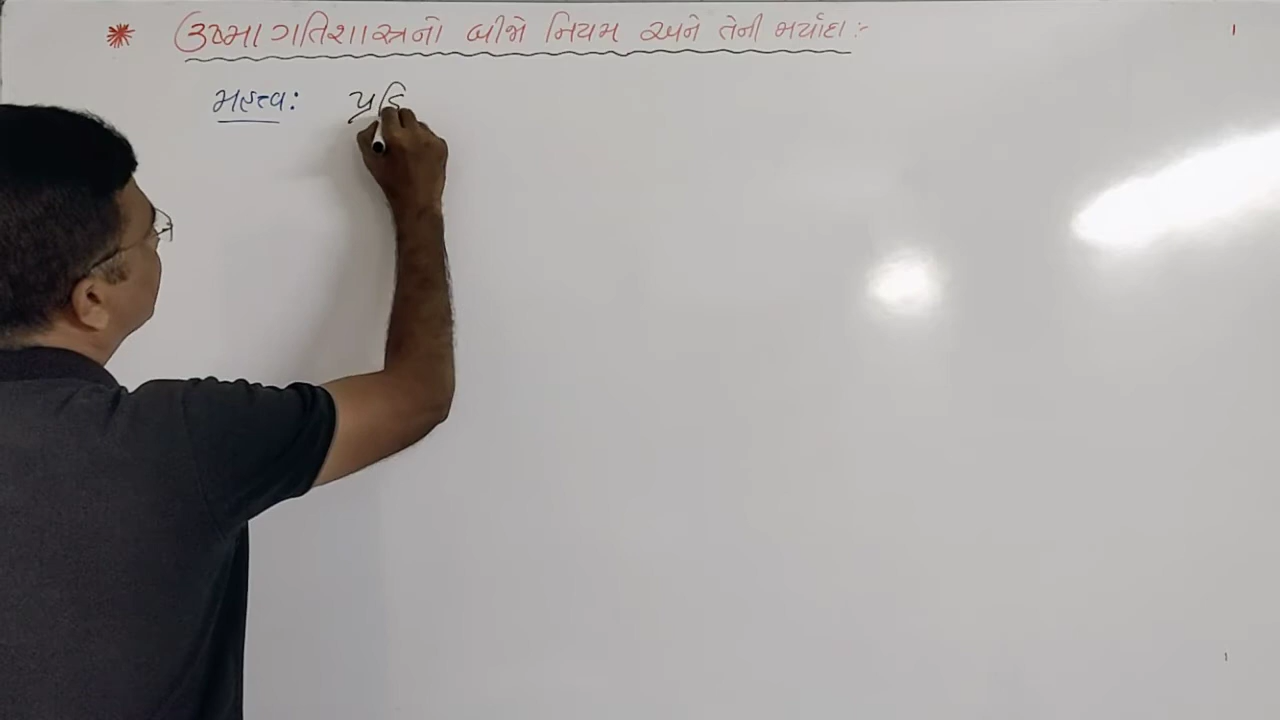 * ઉષ્મા ગતિશાસ્ત્રનો બીજો નિયમ અને તેની મર્યાદા :-
મહત્વ :